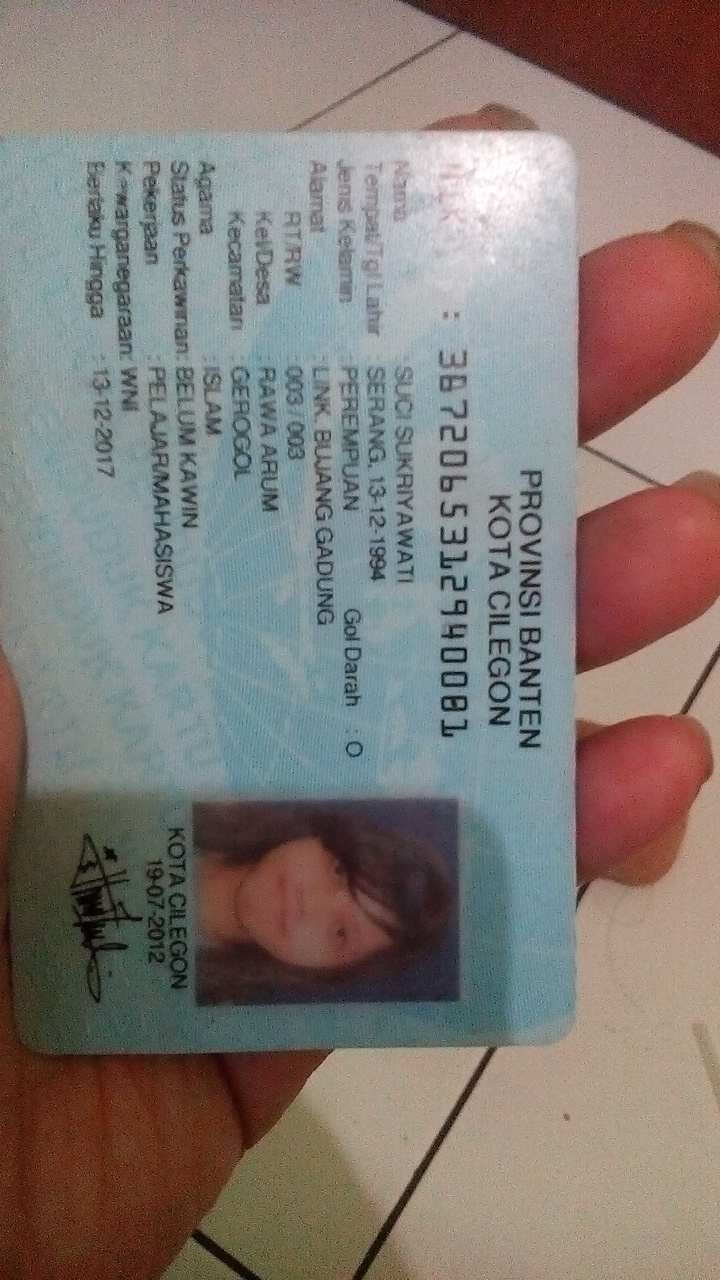 PROVINSI BANTEN
KOTA CILEGON
NIK : 3672065312940001
Nama : SUCI SUKRIYAWATI
Tempat/Tgl Lahir : SERANG, 13-12-1994
Jenis Kelamin : PEREMPUAN Gol Darah : O
Alamat : LINK. BUJANG GADUNG
RT/RW : 003 / 003
Kel/Desa : RAWA ARUM
Kecamatan : GEROGOL
Agama : ISLAM
Status Perkawinan: BELUM KAWIN
Pekerjaan : PELAJAR/MAHASISWA
Kewarganegaraan: WNI
Berlaku Hingga : 13-12-2017
KOTA CILEGON
19-07-2012